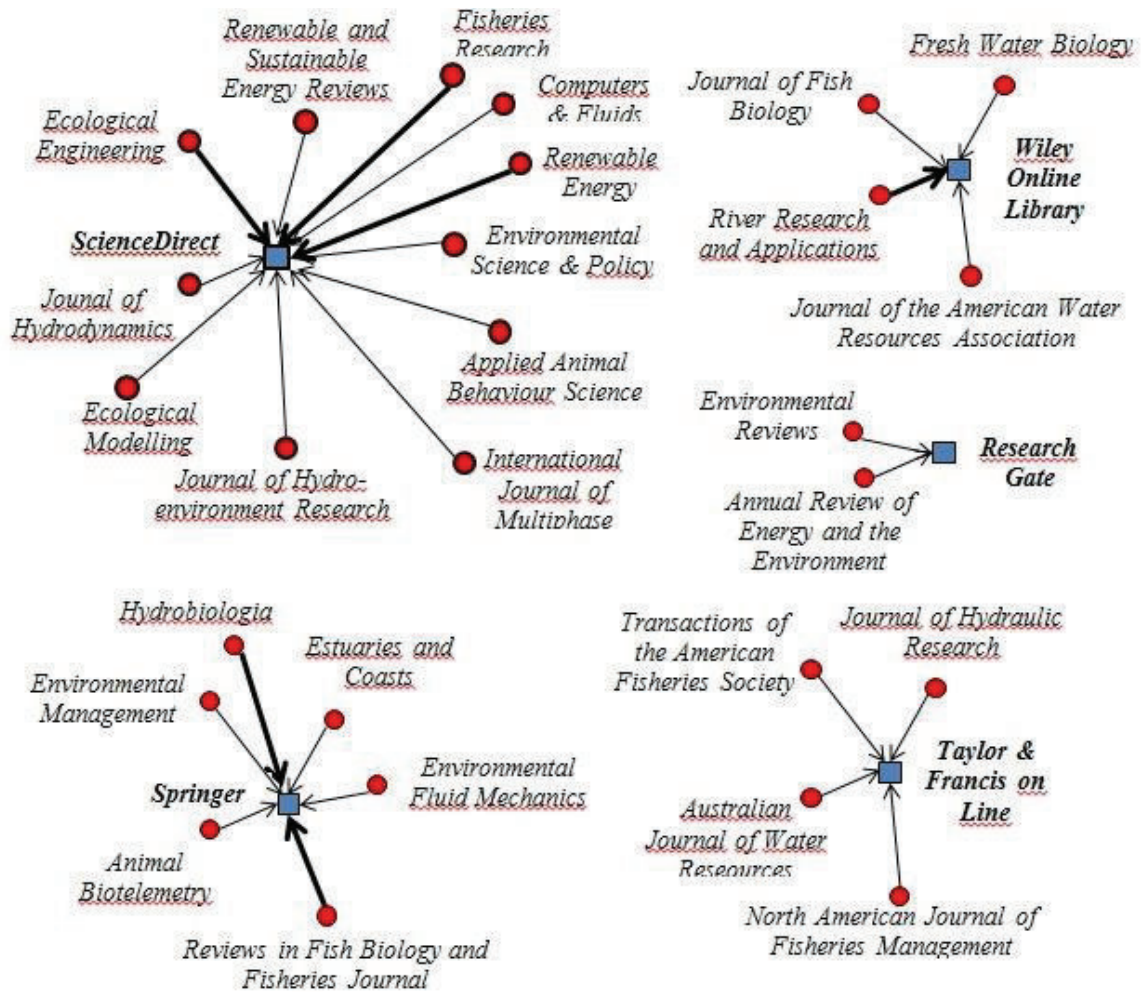 Renewable and
Sustainable
Energy Reviews
Fisheries
Research
Computers
& Fluids
Ecological
Engineering
Renewable
Energy
ScienceDirect
Environmental
Science & Policy
Jounal of
Hydrodynamics
Applied Animal
Behaviour Science
Ecological
Modelling
Journal of Hydro-
environment Research
International
Journal of
Multiphase
Fresh Water Biology
Journal of Fish
Biology
Wiley
Online
Library
River Research
and Applications
Journal of the American Water
Resources Association
Environmental
Reviews
Research
Gate
Annual Review of
Energy and the
Environment
Hydrobiologia
Estuaries and
Coasts
Environmental
Management
Springer
Environmental
Fluid Mechanics
Animal
Biotelemetry
Reviews in Fish Biology and
Fisheries Journal
Transactions of
the American
Fisheries Society
Journal of Hydraulic
Research
Taylor &
Francis on
Line
Australian
Journal of Water
Reseources
North American Journal of
Fisheries Management